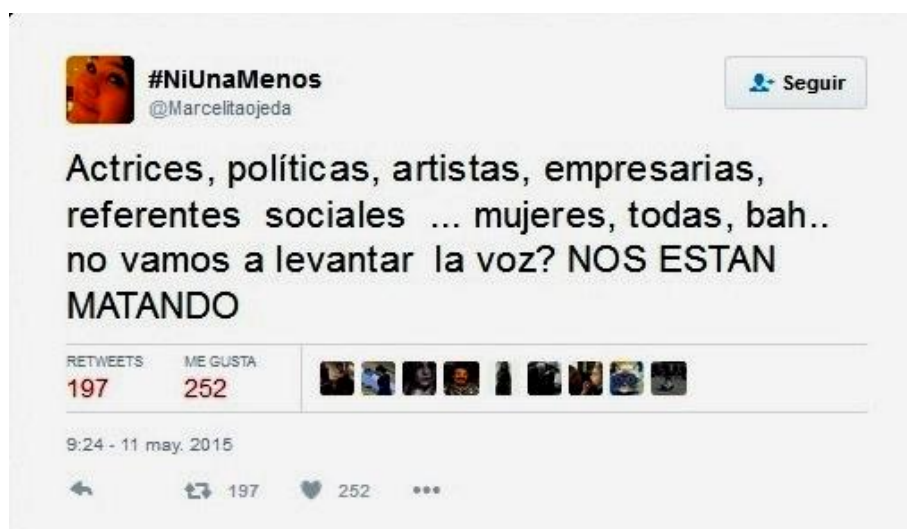 #NiUnaMenos
@Marcelitaojeda
Seguir
Actrices, políticas, artistas, empresarias,
referentes sociales ... mujeres, todas, bah..
no vamos a levantar la voz? NOS ESTAN
MATANDO
RETWEETS
197
ME GUSTA
252
9:24 - 11 may. 2015
197
252